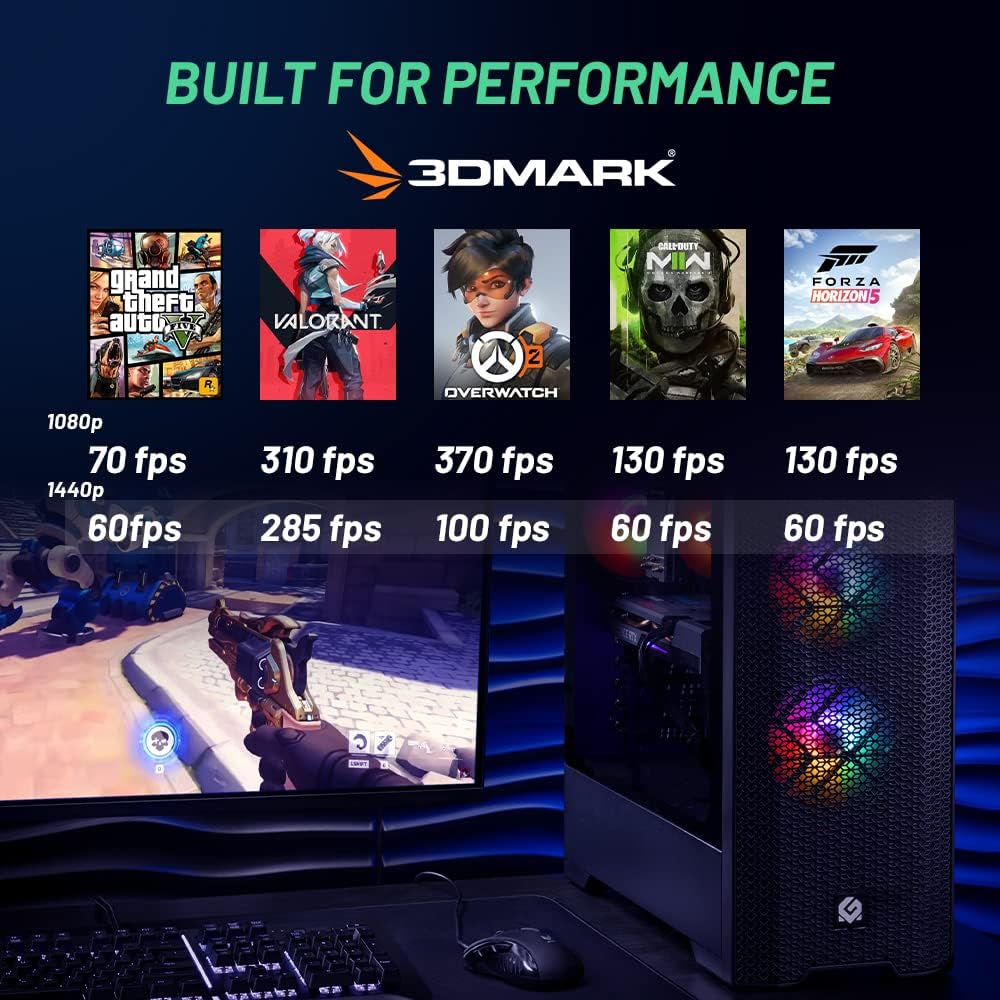 BUILT FOR PERFORMANCE
3DMARK®
grand
theft
auto V
FIVE
R
VALORANT
2
OVERWATCH
CALL OF DUTY
MWII
FORZA
HORIZON 5
1080p
70 fps 310 fps 370 fps 130 fps 130 fps
1440p
60fps 285 fps 100 fps 60 fps 60 fps
LSHIFT
Q